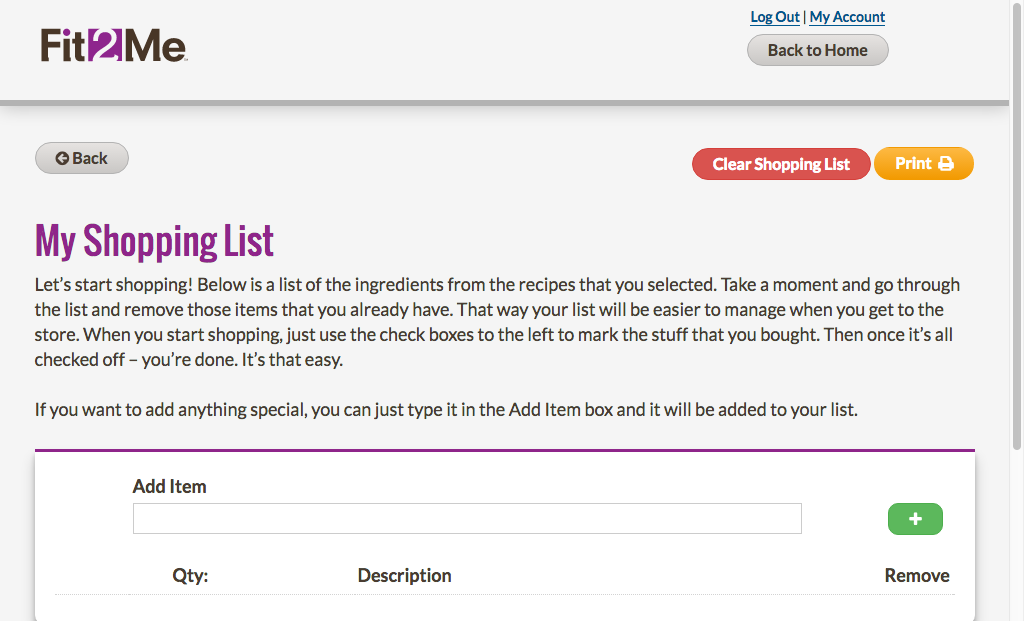 Log Out | My Account
Fit2Me
Back to Home
Back
Clear Shopping List
Print
My Shopping List
Let’s start shopping! Below is a list of the ingredients from the recipes that you selected. Take a moment and go through
the list and remove those items that you already have. That way your list will be easier to manage when you get to the
store. When you start shopping, just use the check boxes to the left to mark the stuff that you bought. Then once it’s all
checked off – you’re done. It’s that easy.
If you want to add anything special, you can just type it in the Add Item box and it will be added to your list.
Add Item
+
Qty: Description Remove